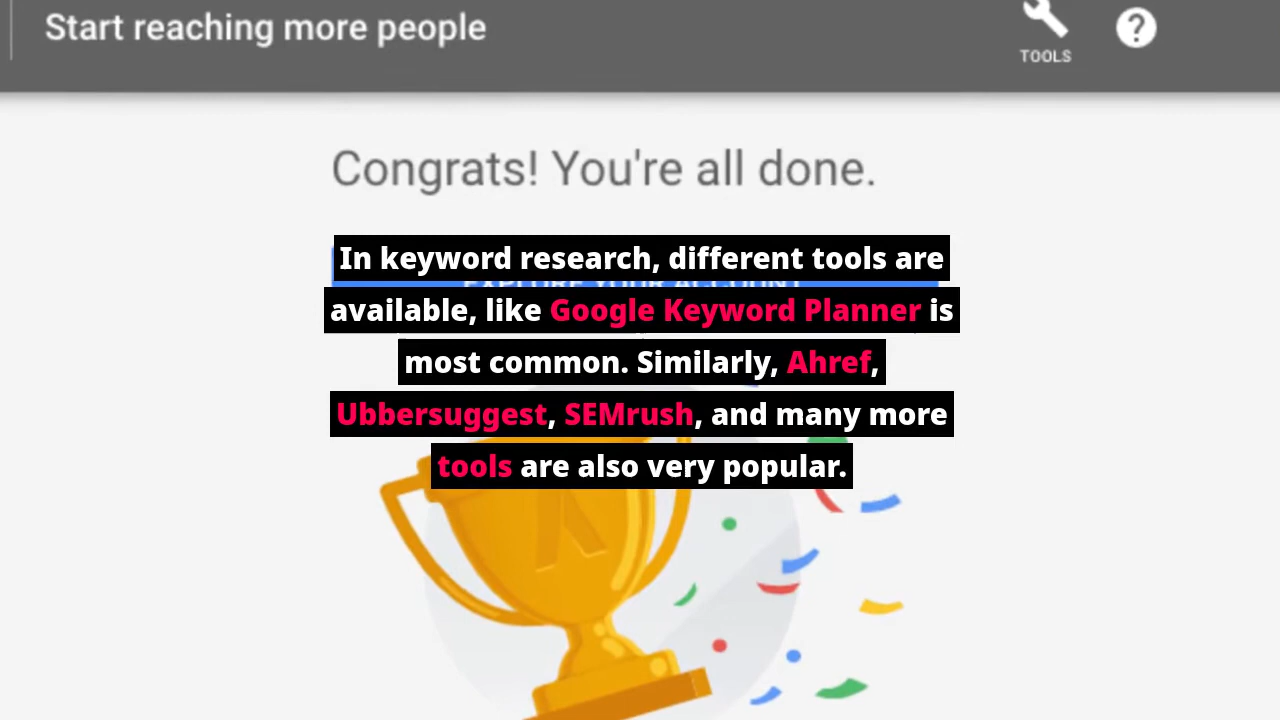 Start reaching more people
TOOLS
?
Congrats! You're all done.
In keyword research, different tools are
available, like Google Keyword Planner is
most common. Similarly, Ahref,
Ubbersuggest, SEMrush, and many more
tools are also very popular.